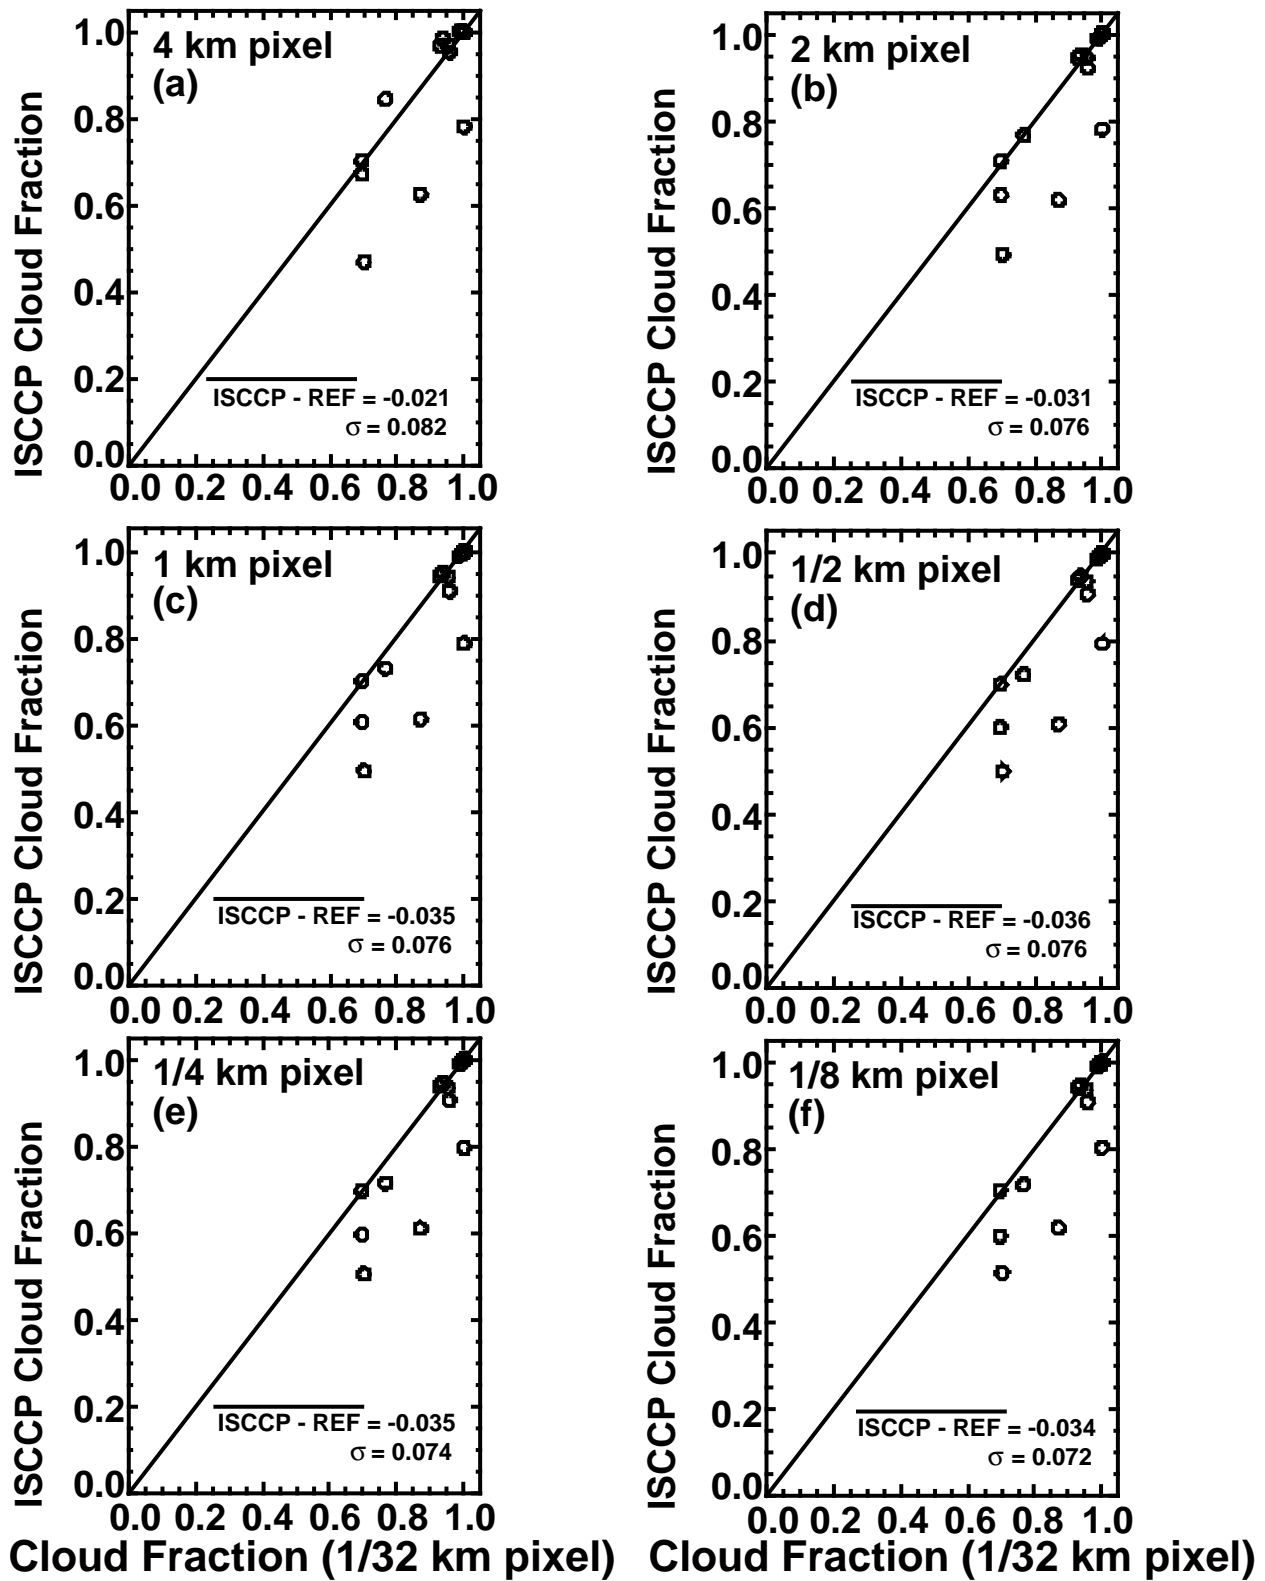 4 km pixel
(a)
ISCCP Cloud Fraction
1.0
0.8
0.6
0.4
0.2
0.0
ISCCP - REF = -0.021
σ = 0.082
0.0 0.2 0.4 0.6 0.8 1.0
2 km pixel
(b)
ISCCP Cloud Fraction
1.0
0.8
0.6
0.4
0.2
0.0
ISCCP - REF = -0.031
σ = 0.076
0.0 0.2 0.4 0.6 0.8 1.0
1 km pixel
(c)
ISCCP Cloud Fraction
1.0
0.8
0.6
0.4
0.2
0.0
ISCCP - REF = -0.035
σ = 0.076
0.0 0.2 0.4 0.6 0.8 1.0
1/2 km pixel
(d)
ISCCP Cloud Fraction
1.0
0.8
0.6
0.4
0.2
0.0
ISCCP - REF = -0.036
σ = 0.076
0.0 0.2 0.4 0.6 0.8 1.0
1/4 km pixel
(e)
ISCCP Cloud Fraction
1.0
0.8
0.6
0.4
0.2
0.0
ISCCP - REF = -0.035
σ = 0.074
0.0 0.2 0.4 0.6 0.8 1.0
Cloud Fraction (1/32 km pixel)
1/8 km pixel
(f)
ISCCP Cloud Fraction
1.0
0.8
0.6
0.4
0.2
0.0
ISCCP - REF = -0.034
σ = 0.072
0.0 0.2 0.4 0.6 0.8 1.0
Cloud Fraction (1/32 km pixel)